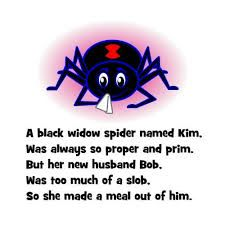 A black widow spider named Kim.
Was always so proper and prim.
But her new husband Bob.
Was too much of a slob.
So she made a meal out of him.